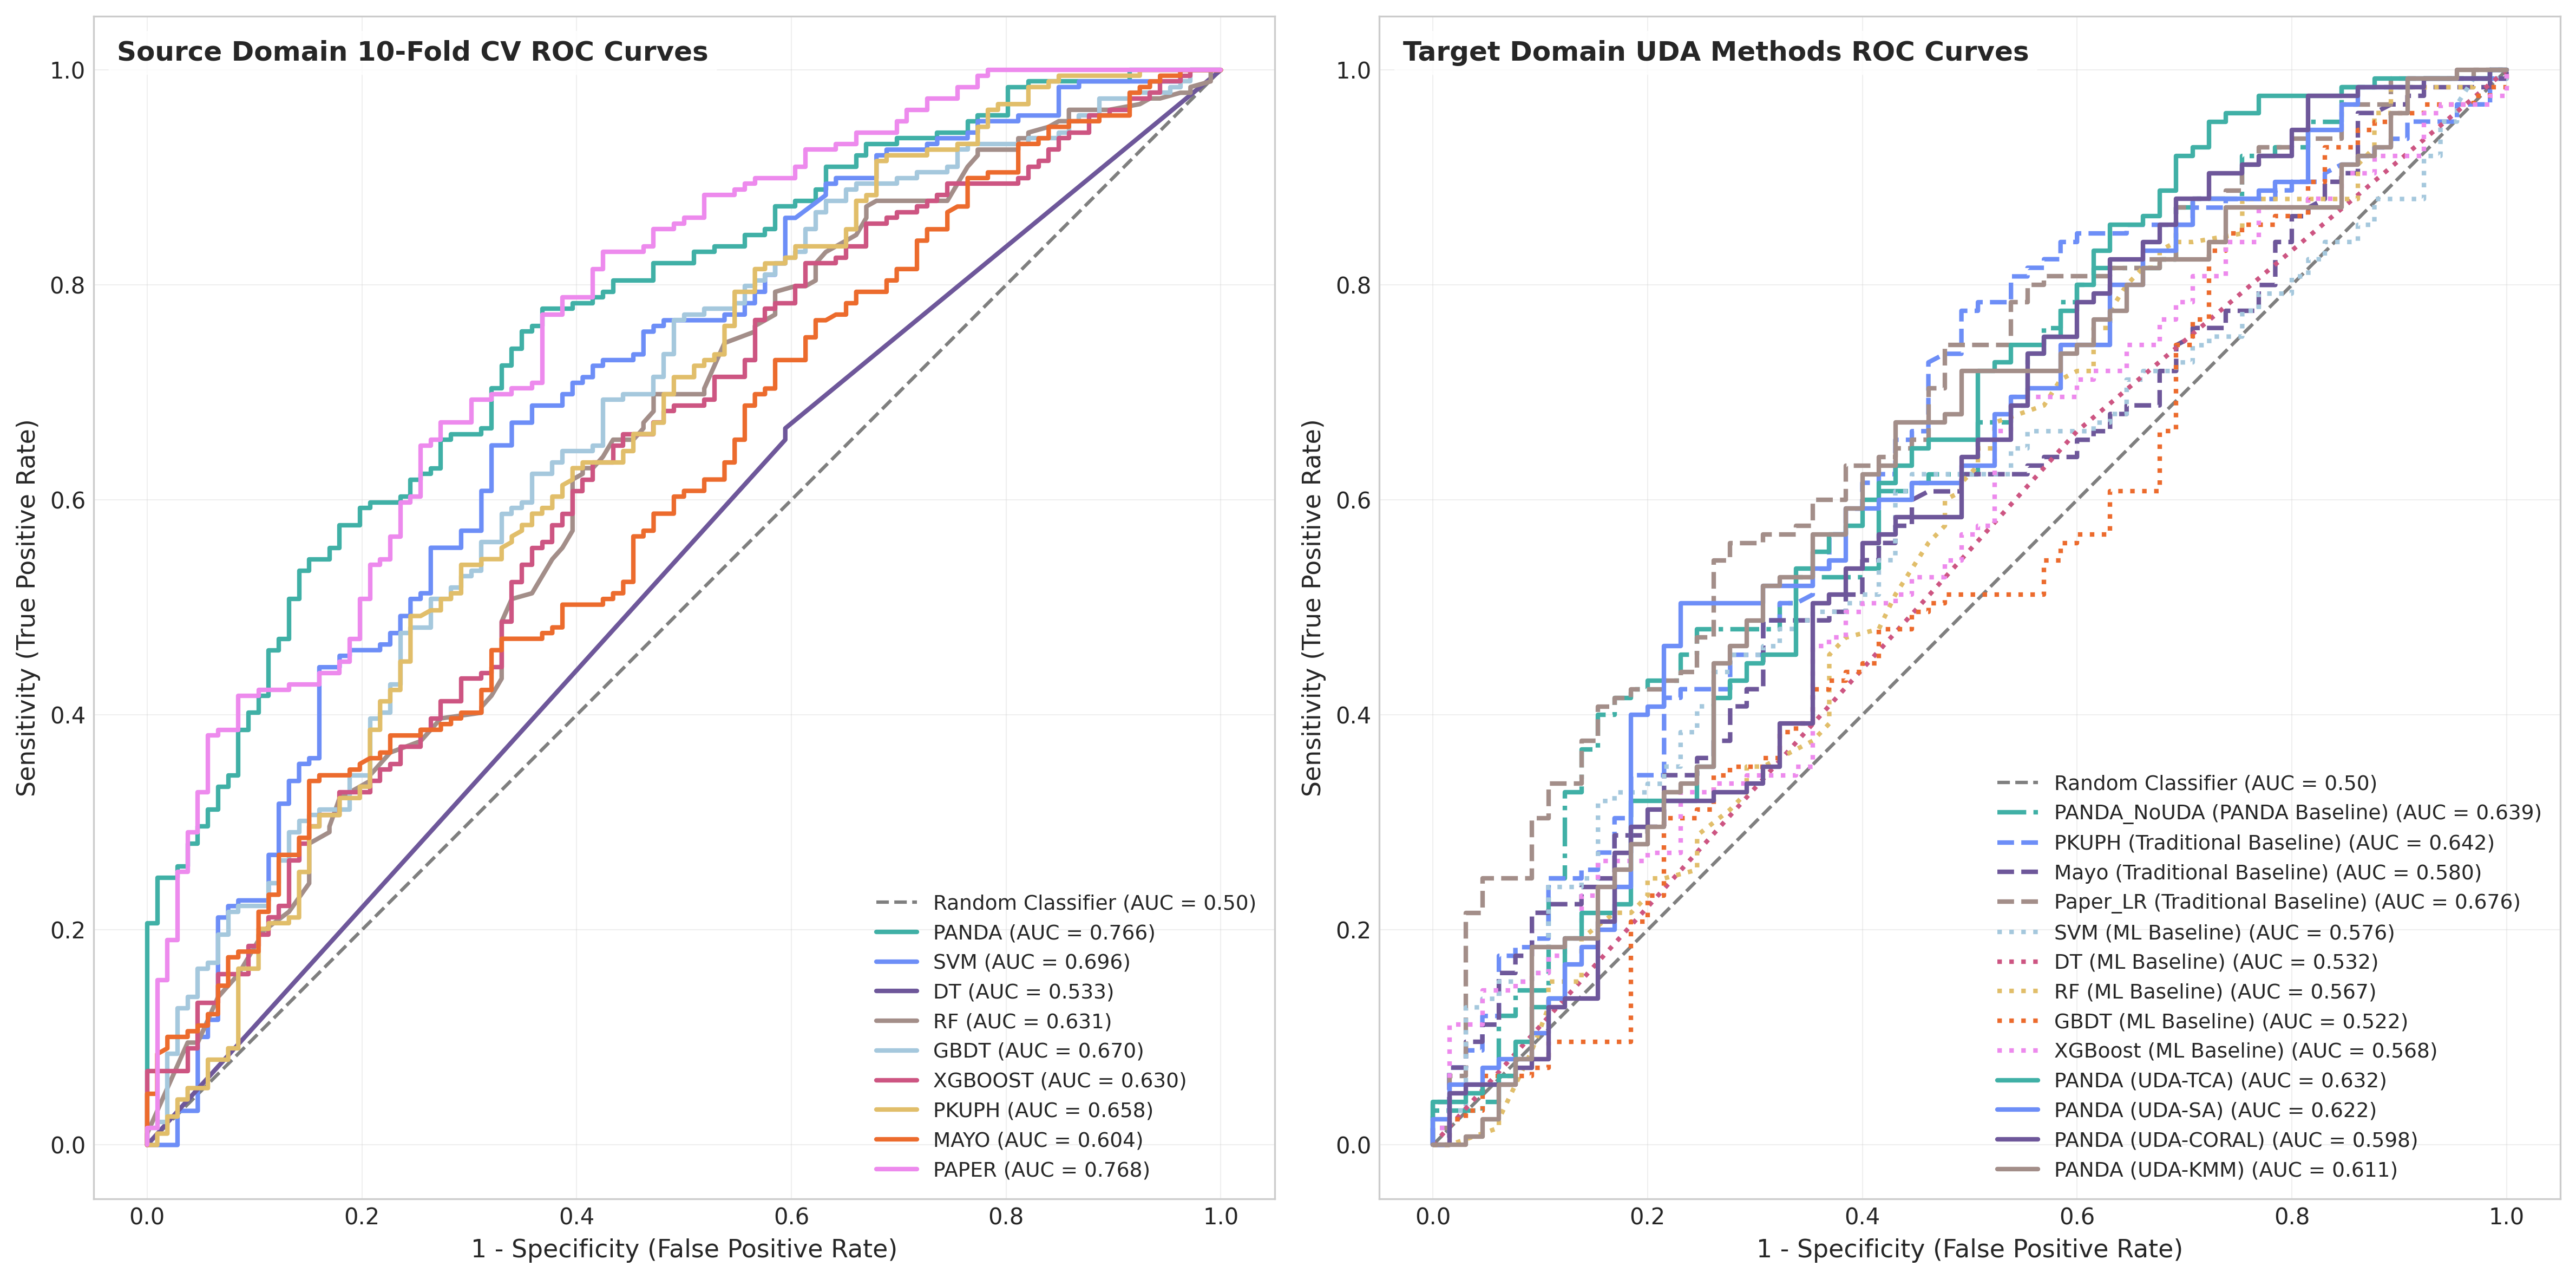 Source Domain 10-Fold CV ROC Curves
Sensitivity (True Positive Rate)
1.0
0.8
0.6
0.4
0.2
0.0
Random Classifier (AUC = 0.50)
PANDA (AUC = 0.766)
SVM (AUC = 0.696)
DT (AUC = 0.533)
RF (AUC = 0.631)
GBDT (AUC = 0.670)
XGBOOST (AUC = 0.630)
PKUPH (AUC = 0.658)
MAYO (AUC = 0.604)
PAPER (AUC = 0.768)
0.0 0.2 0.4 0.6 0.8 1.0
1 - Specificity (False Positive Rate)
Target Domain UDA Methods ROC Curves
Sensitivity (True Positive Rate)
1.0
0.8
0.6
0.4
0.2
0.0
Random Classifier (AUC = 0.50)
PANDA_NoUDA (PANDA Baseline) (AUC = 0.639)
PKUPH (Traditional Baseline) (AUC = 0.642)
Mayo (Traditional Baseline) (AUC = 0.580)
Paper_LR (Traditional Baseline) (AUC = 0.676)
SVM (ML Baseline) (AUC = 0.576)
DT (ML Baseline) (AUC = 0.532)
RF (ML Baseline) (AUC = 0.567)
GBDT (ML Baseline) (AUC = 0.522)
XGBoost (ML Baseline) (AUC = 0.568)
PANDA (UDA-TCA) (AUC = 0.632)
PANDA (UDA-SA) (AUC = 0.622)
PANDA (UDA-CORAL) (AUC = 0.598)
PANDA (UDA-KMM) (AUC = 0.611)
0.0 0.2 0.4 0.6 0.8 1.0
1 - Specificity (False Positive Rate)